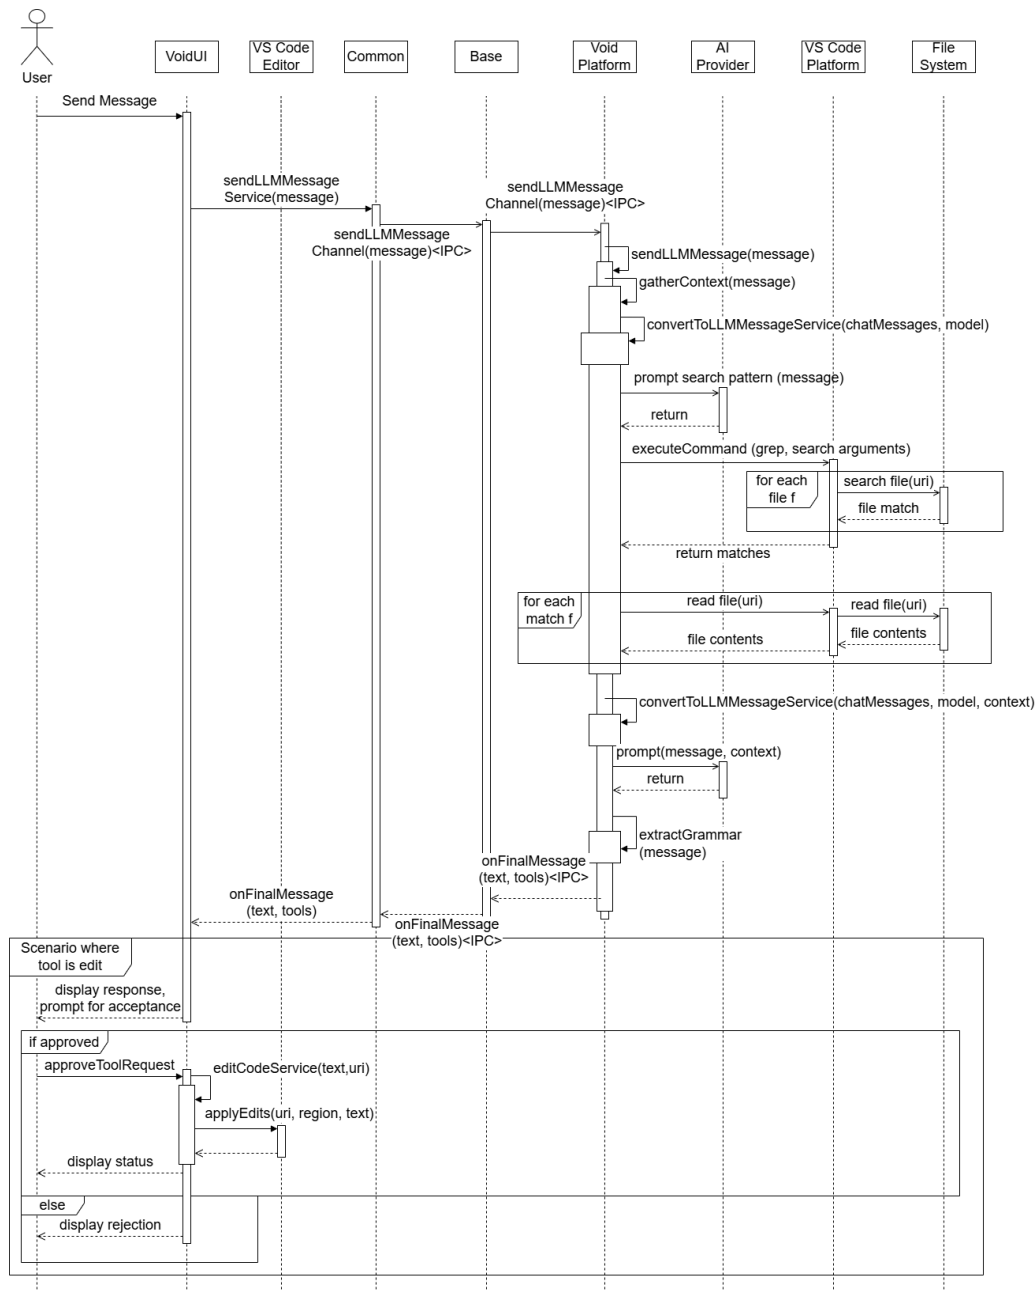 User
VoidUI
VS Code
Editor
Common
Base
Void
Platform
AI
Provider
VS Code
Platform
File
System
Send Message
sendLLMMessage
Service(message)
sendLLMMessage
Channel(message)<IPC>
sendLLMMessage
Channel(message)<IPC>
sendLLMMessage(message)
gatherContext(message)
convertToLLMMessageService(chatMessages, model)
prompt search pattern (message)
return
executeCommand (grep, search arguments)
for each
file f
search file(uri)
file match
return matches
for each
match f
read file(uri)
read file(uri)
file contents
file contents
convertToLLMMessageService(chatMessages, model, context)
prompt(message, context)
return
extractGrammar
(message)
onFinalMessage
(text, tools)<IPC>
onFinalMessage
(text, tools)
onFinalMessage
(text, tools)<IPC>
Scenario where
tool is edit
display response,
prompt for acceptance
if approved
approveToolRequest
editCodeService(text,uri)
applyEdits(uri, region, text)
display status
else
display rejection